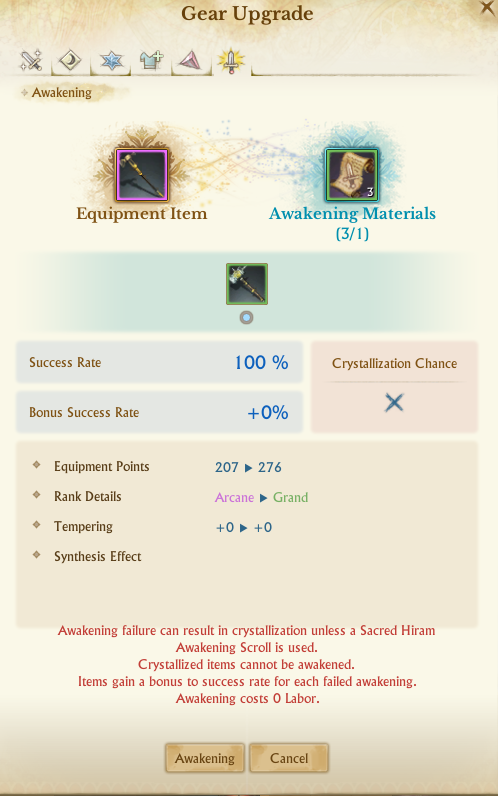 Gear Upgrade
Awakening
3
Equipment Item
Awakening Materials
(3/1)
Success Rate 100 %
Crystallization Chance
Bonus Success Rate +0%
Equipment Points 207 ▶ 276
Rank Details Arcane ▶ Grand
Tempering +0 ▶ +0
Synthesis Effect
Awakening failure can result in crystallization unless a Sacred Hiram
Awakening Scroll is used.
Crystallized items cannot be awakened.
Items gain a bonus to success rate for each failed awakening.
Awakening costs 0 Labor.
Awakening Cancel